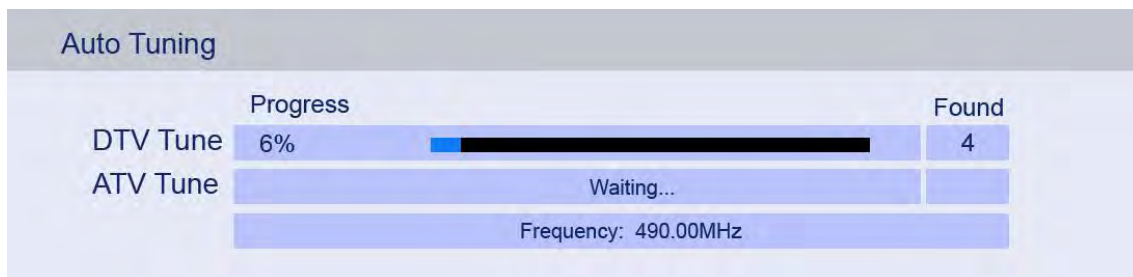 Auto Tuning
Progress Found
DTV Tune 6% 4
ATV Tune Waiting...
Frequency: 490.00MHz